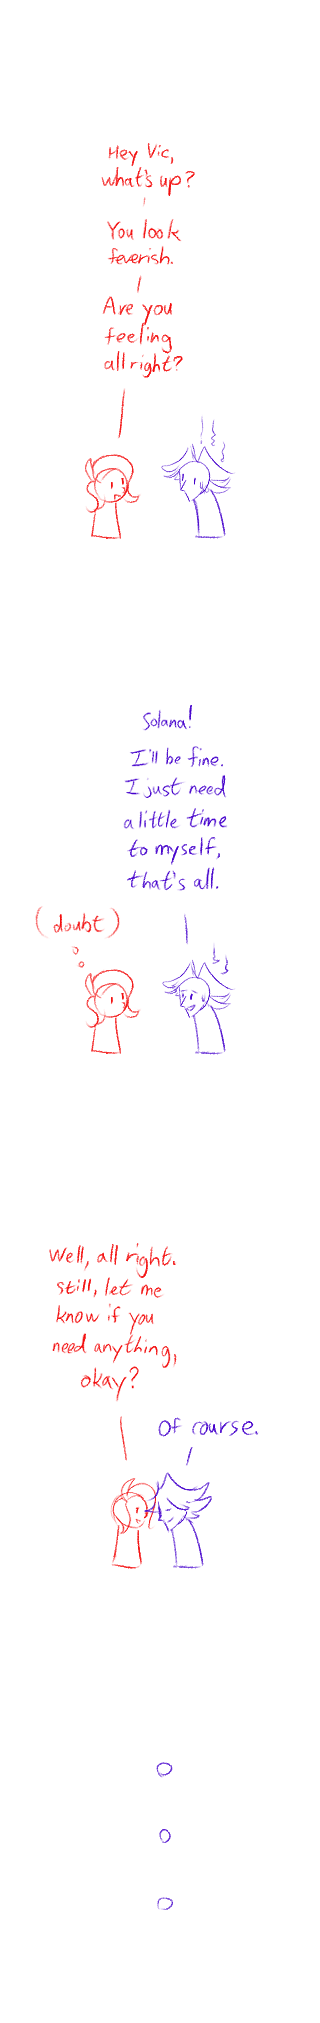 Hey Vic,
what's up?
You look
feverish.
Are you
feeling
all right?
Solana!
I'll be fine.
I just need
a little time
to myself,
that's all.
(doubt)
Well, all right.
Still, let me
know if you
need anything,
okay?
Of course.